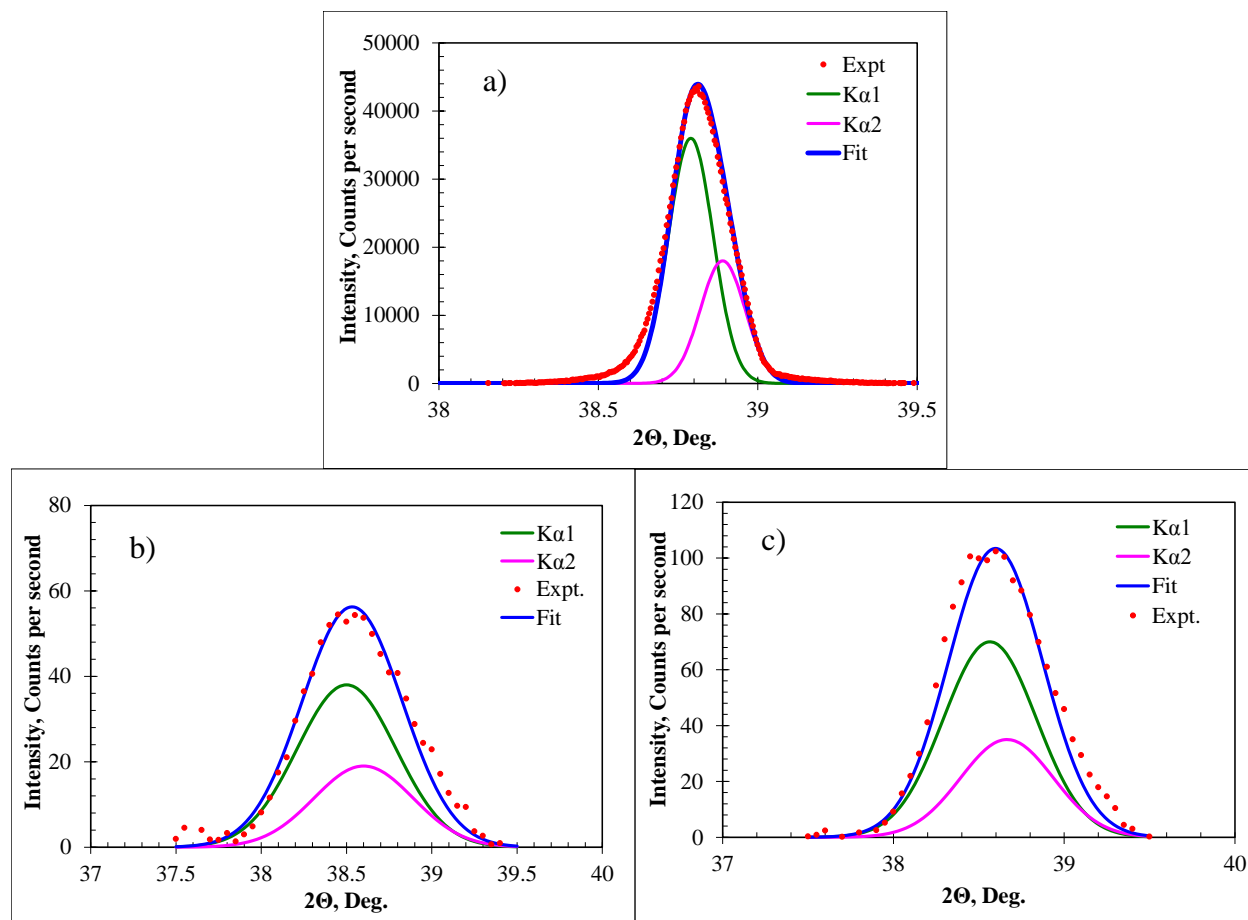 a)
Intensity, Counts per second
50000
40000
30000
20000
10000
0
Expt
Kα1
Kα2
Fit
38
38.5
39
39.5
2Θ, Deg.
b)
Intensity, Counts per second
80
60
40
20
0
Kα1
Kα2
Expt.
Fit
37
37.5
38
38.5
39
39.5
40
2Θ, Deg.
c)
Intensity, Counts per second
120
100
80
60
40
20
0
Kα1
Kα2
Fit
Expt.
37
38
39
40
2Θ, Deg.